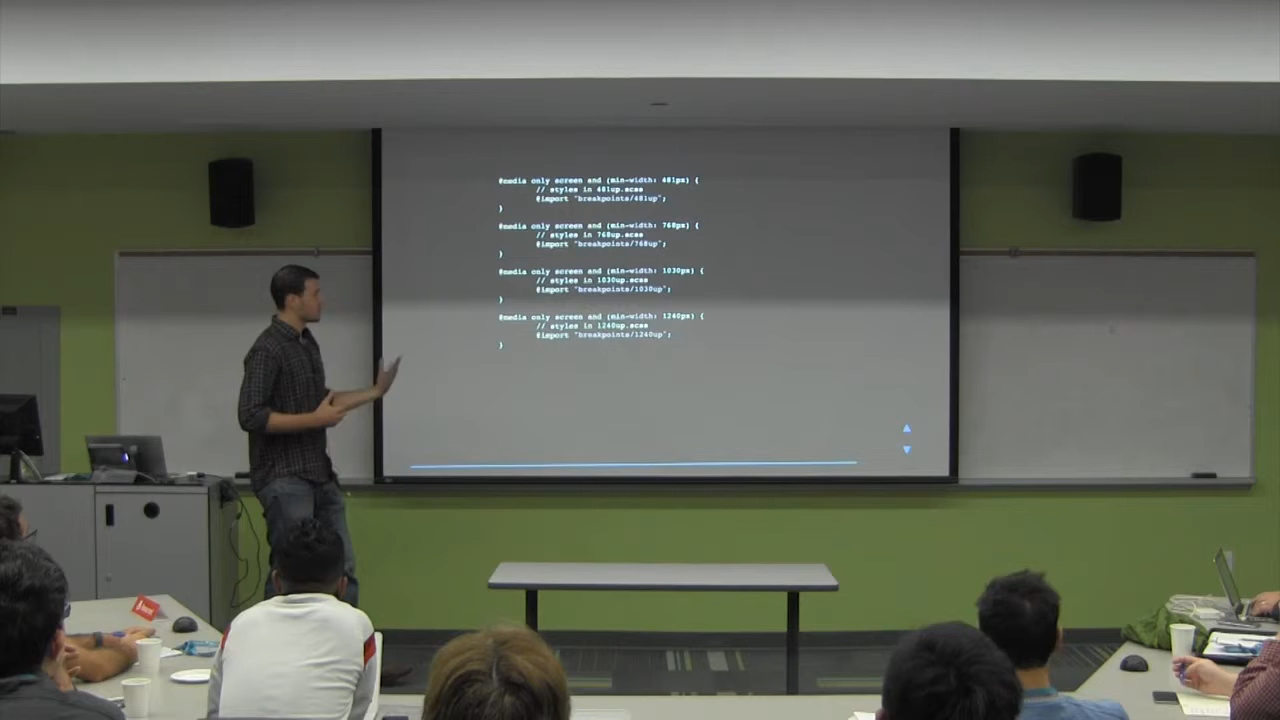 @media only screen and (min-width: 481px) {
// styles in 481up.scss
@import "breakpoints/481up";
}
@media only screen and (min-width: 768px) {
// styles in 768up.scss
@import "breakpoints/768up";
}
@media only screen and (min-width: 1030px) {
// styles in 1030up.scss
@import "breakpoints/1030up";
}
@media only screen and (min-width: 1240px) {
// styles in 1240up.scss
@import "breakpoints/1240up";
}